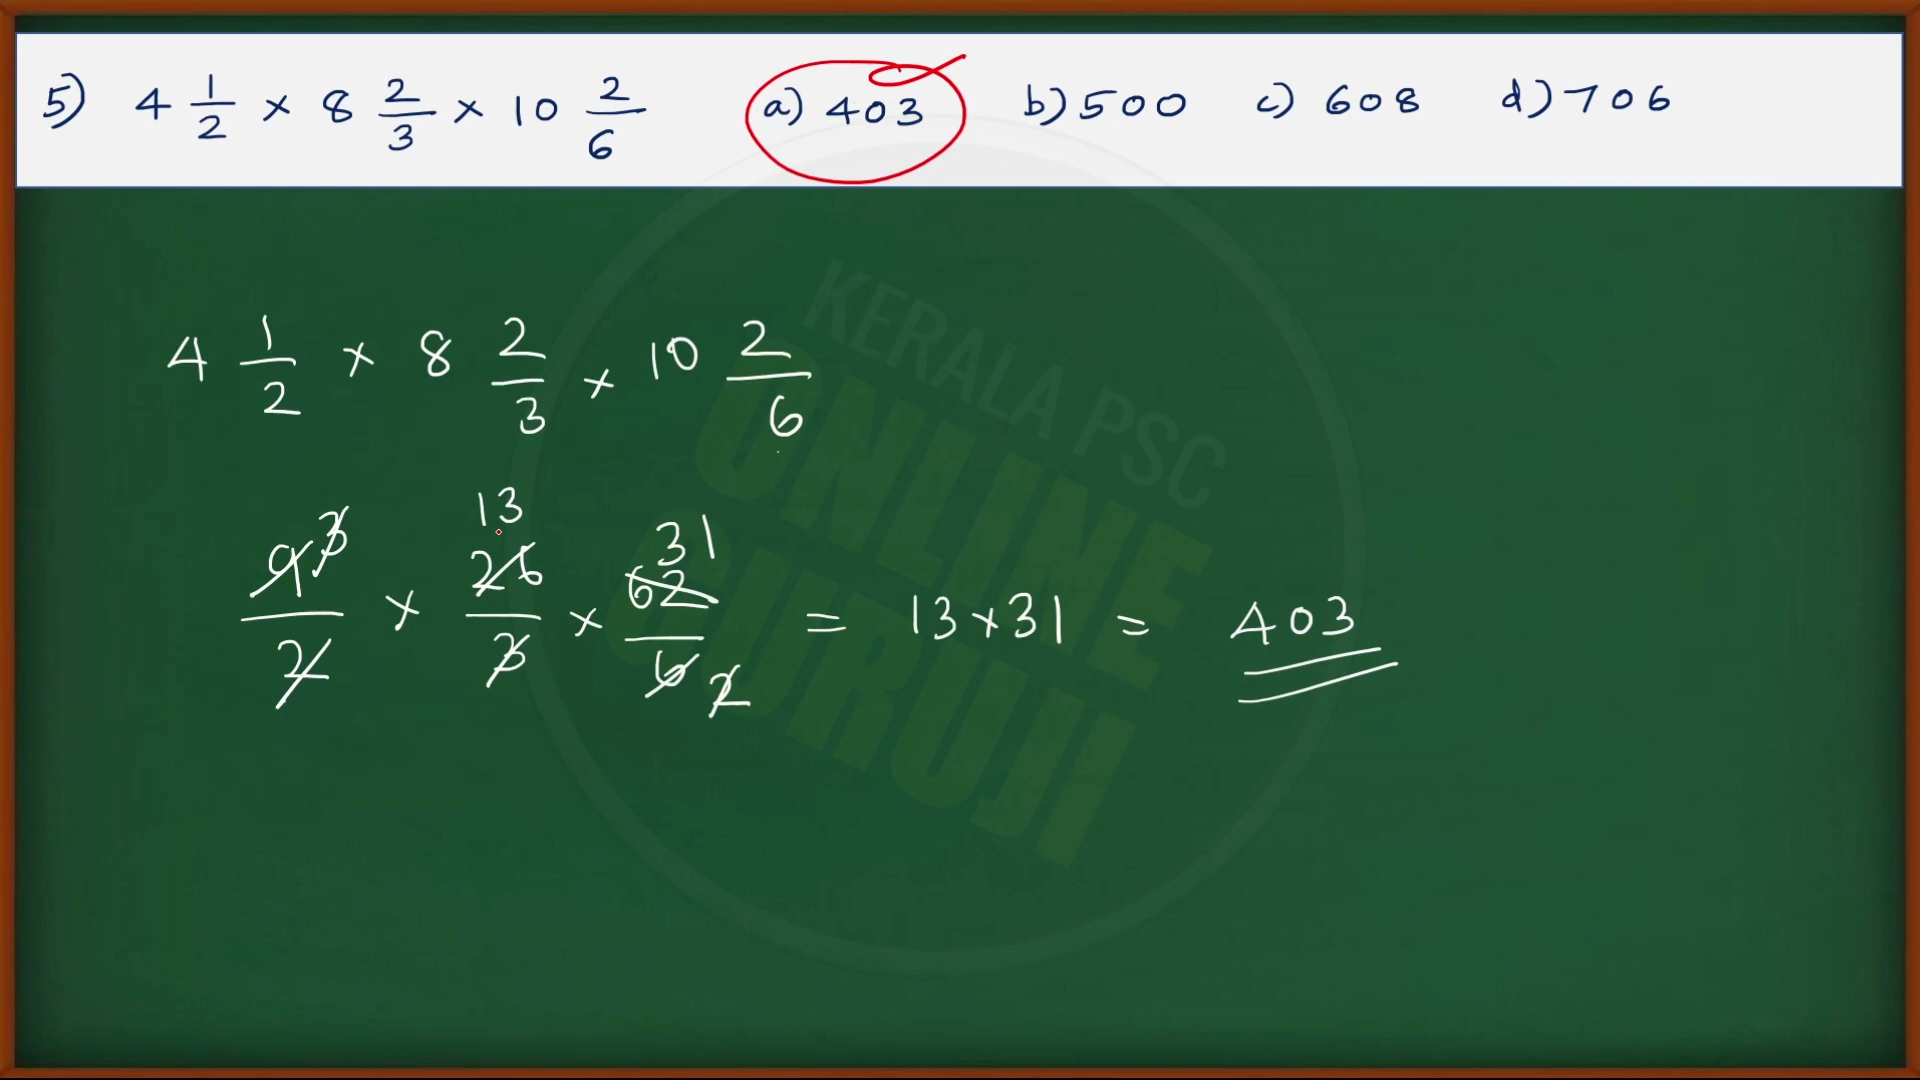 5) 4 1/2 × 8 2/3 × 10 2/6 a) 403 b) 500 c) 608 d) 706
KERALA PSC
ONLINE
GURUJI
4 1/2 × 8 2/3 × 10 2/6
13
3 31
9/2 × 26/3 × 62/6 = 13×31 = 403
2